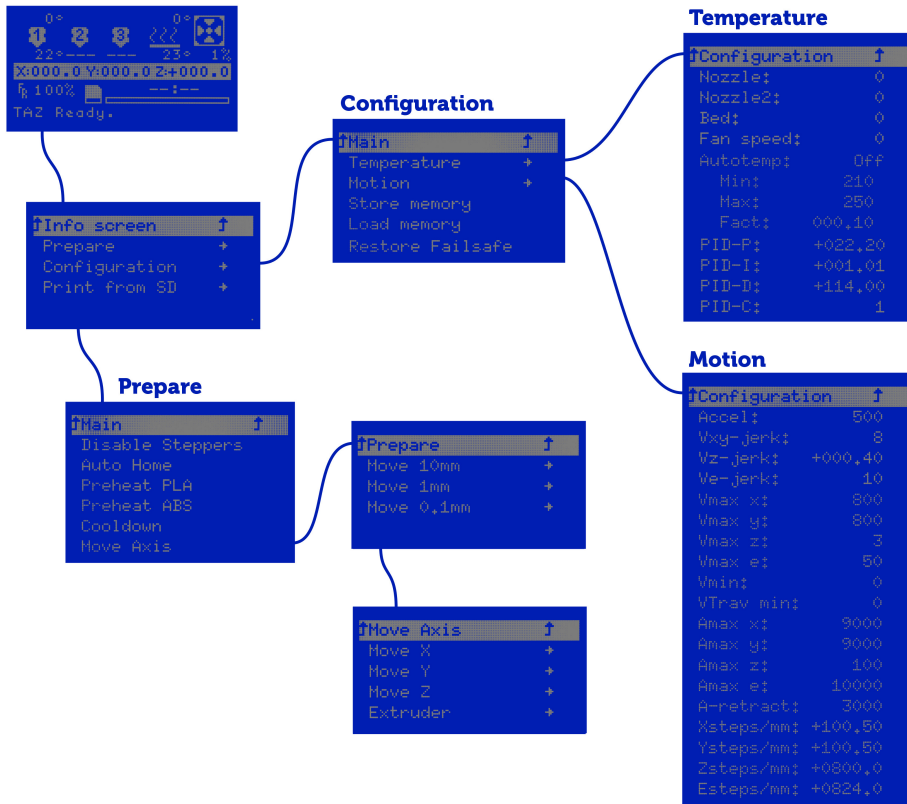 0° 0°
1 2 3
22° --- --- 23° 1%
X:000.0 Y:000.0 Z:+000.0
FR 100% --:--
TAZ Ready.
Info screen
Prepare
Configuration
Print from SD
Prepare
Main
Disable Steppers
Auto Home
Preheat PLA
Preheat ABS
Cooldown
Move Axis
Configuration
Main
Temperature
Motion
Store memory
Load memory
Restore Failsafe
Prepare
Move 10mm
Move 1mm
Move 0.1mm
Move Axis
Move X
Move Y
Move Z
Extruder
Temperature
Configuration
Nozzle: 0
Nozzle2: 0
Bed: 0
Fan speed: 0
Autotemp: Off
Min: 210
Max: 250
Fact: 000.10
PID-P: +022.20
PID-I: +001.01
PID-D: +114.00
PID-C: 1
Motion
Configuration
Accel: 500
Vxy-jerk: 8
Vz-jerk: +000.40
Ve-jerk: 10
Vmax x: 800
Vmax y: 800
Vmax z: 3
Vmax e: 50
Vmin: 0
VTrav min: 0
Amax x: 9000
Amax y: 9000
Amax z: 100
Amax e: 10000
A-retract: 3000
Xsteps/mm: +100.50
Ysteps/mm: +100.50
Zsteps/mm: +0800.0
Esteps/mm: +0824.0